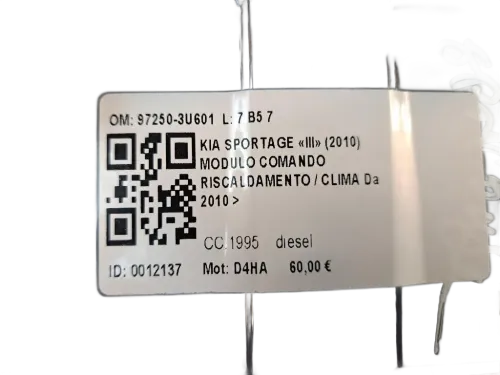 OM: 97250-3U601 L: 7 B5 7
KIA SPORTAGE «III» (2010)
MODULO COMANDO
RISCALDAMENTO / CLIMA Da
2010 >
CC:1995 diesel
ID: 0012137 Mot: D4HA 60,00 €